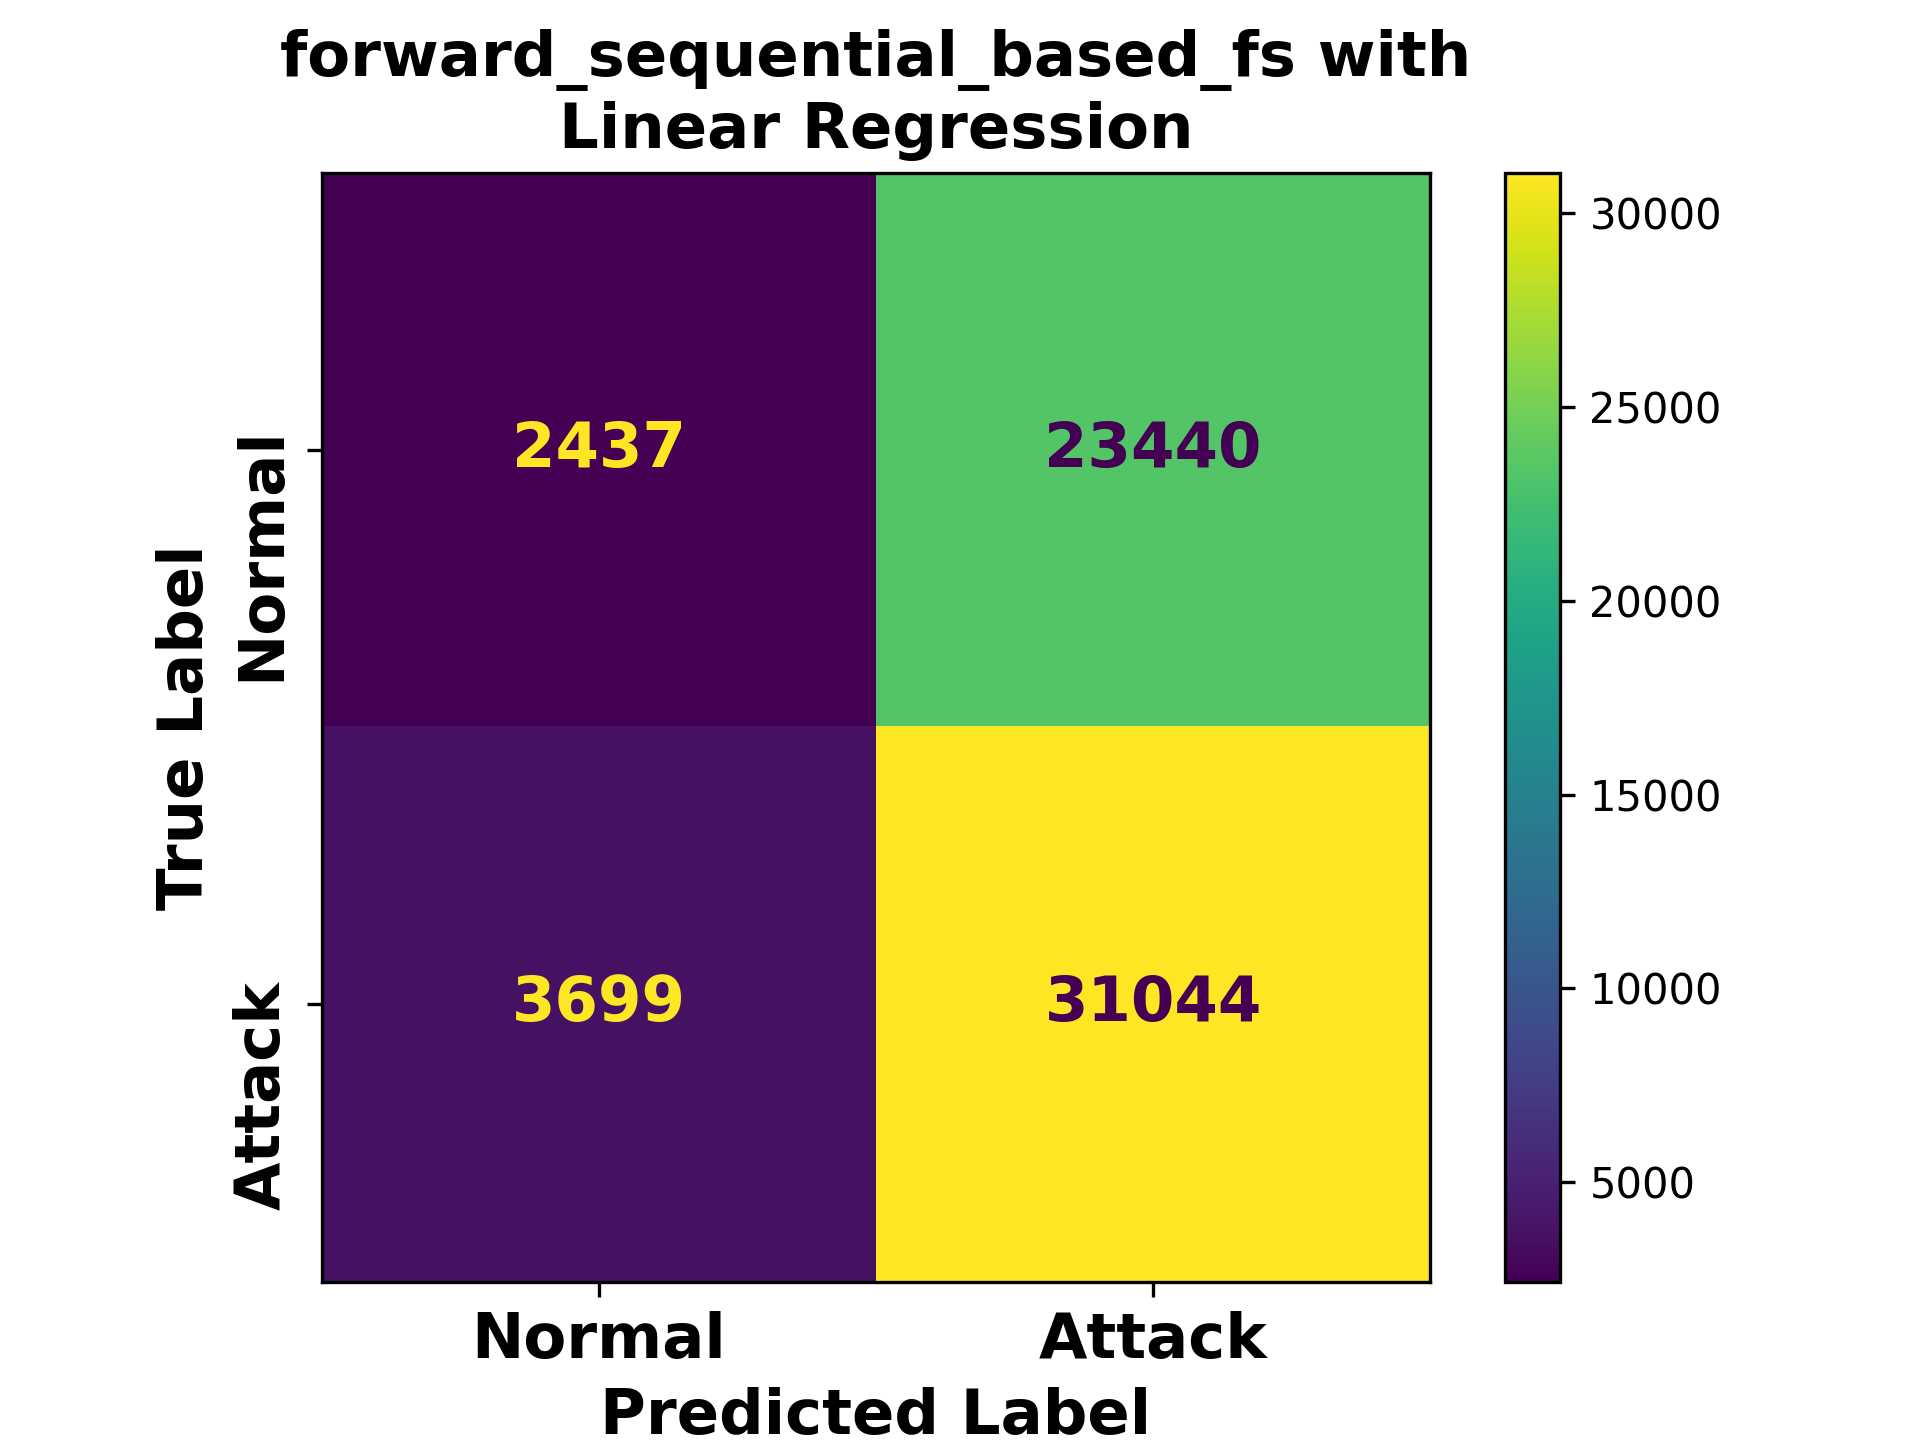 forward_sequential_based_fs with
Linear Regression
True Label
Normal
Attack
2437
23440
3699
31044
Normal
Attack
Predicted Label
30000
25000
20000
15000
10000
5000